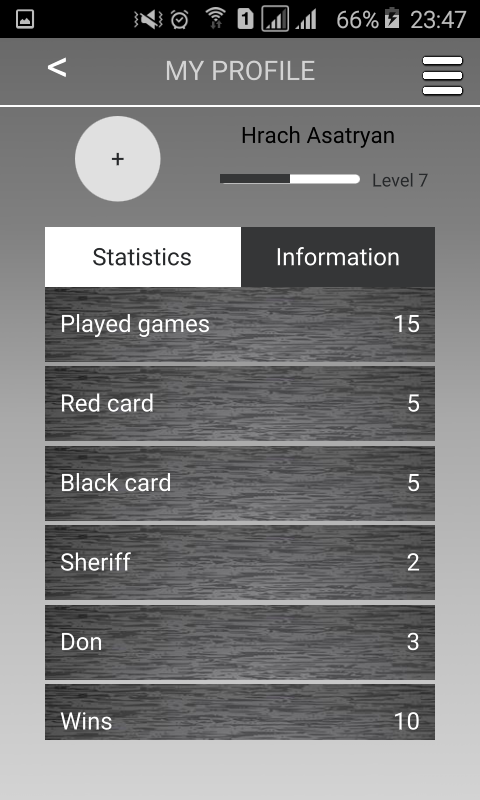 1 66% 23:47
< MY PROFILE
+
Hrach Asatryan
Level 7
Statistics Information
Played games 15
Red card 5
Black card 5
Sheriff 2
Don 3
Wins 10